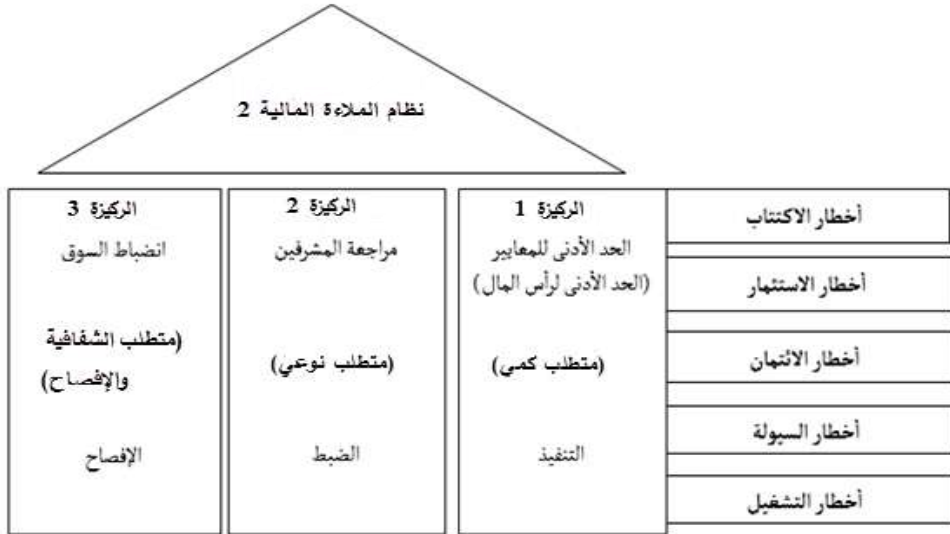 نظام الملاءة المالية 2
أخطار الاكتتاب
أخطار الاستثمار
أخطار الائتمان
أخطار السيولة
أخطار التشغيل
الركيزة 1
الحد الأدنى للمعايير
(الحد الأدنى لرأس المال)
(متطلب كمي)
التنفيذ
الركيزة 2
مراجعة المشرفين
(متطلب نوعي)
الضبط
الركيزة 3
انضباط السوق
(متطلب الشفافية
والإفصاح)
الإفصاح